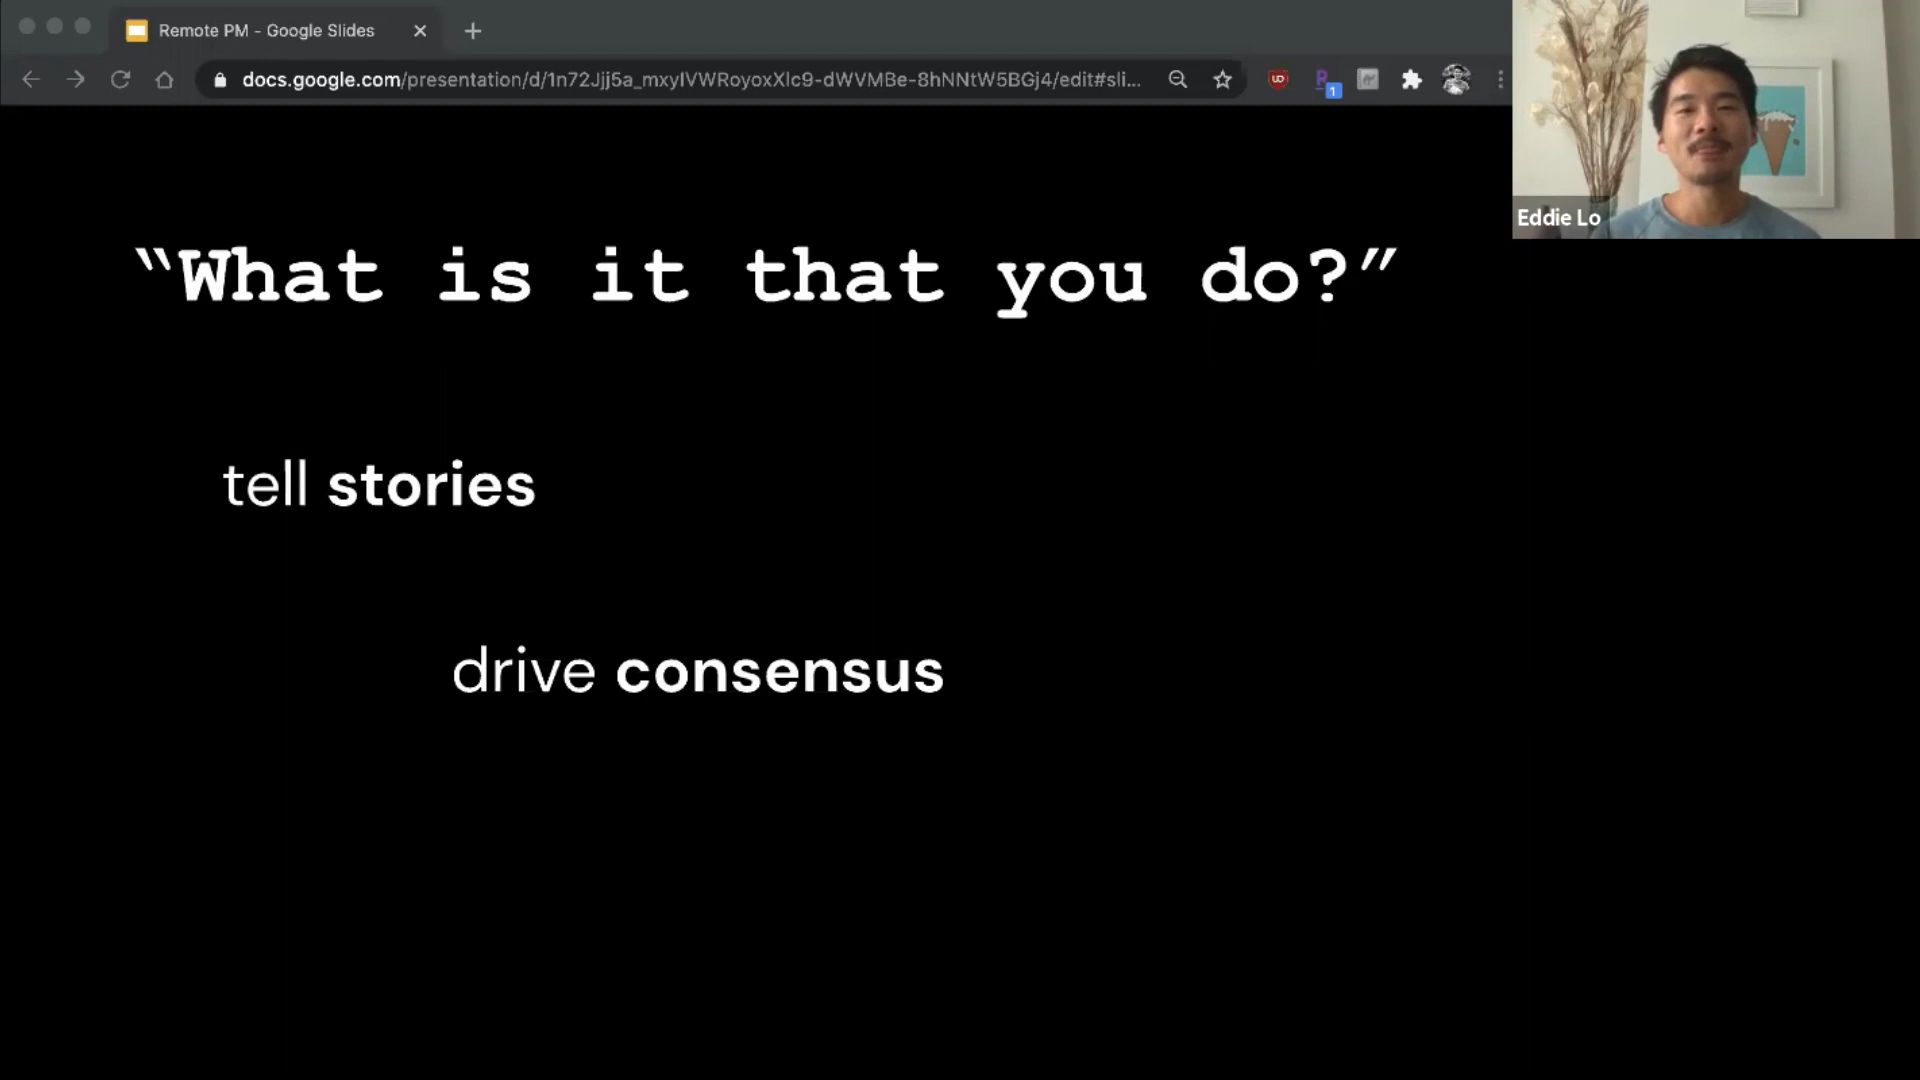 Remote PM - Google Slides
docs.google.com/presentation/d/1n72Jjj5a_mxyIVWRoyoxXlc9-dWVMBe-8hNNtW5BGj4/edit#sli...
1
Eddie Lo
“What is it that you do?”
tell stories
drive consensus